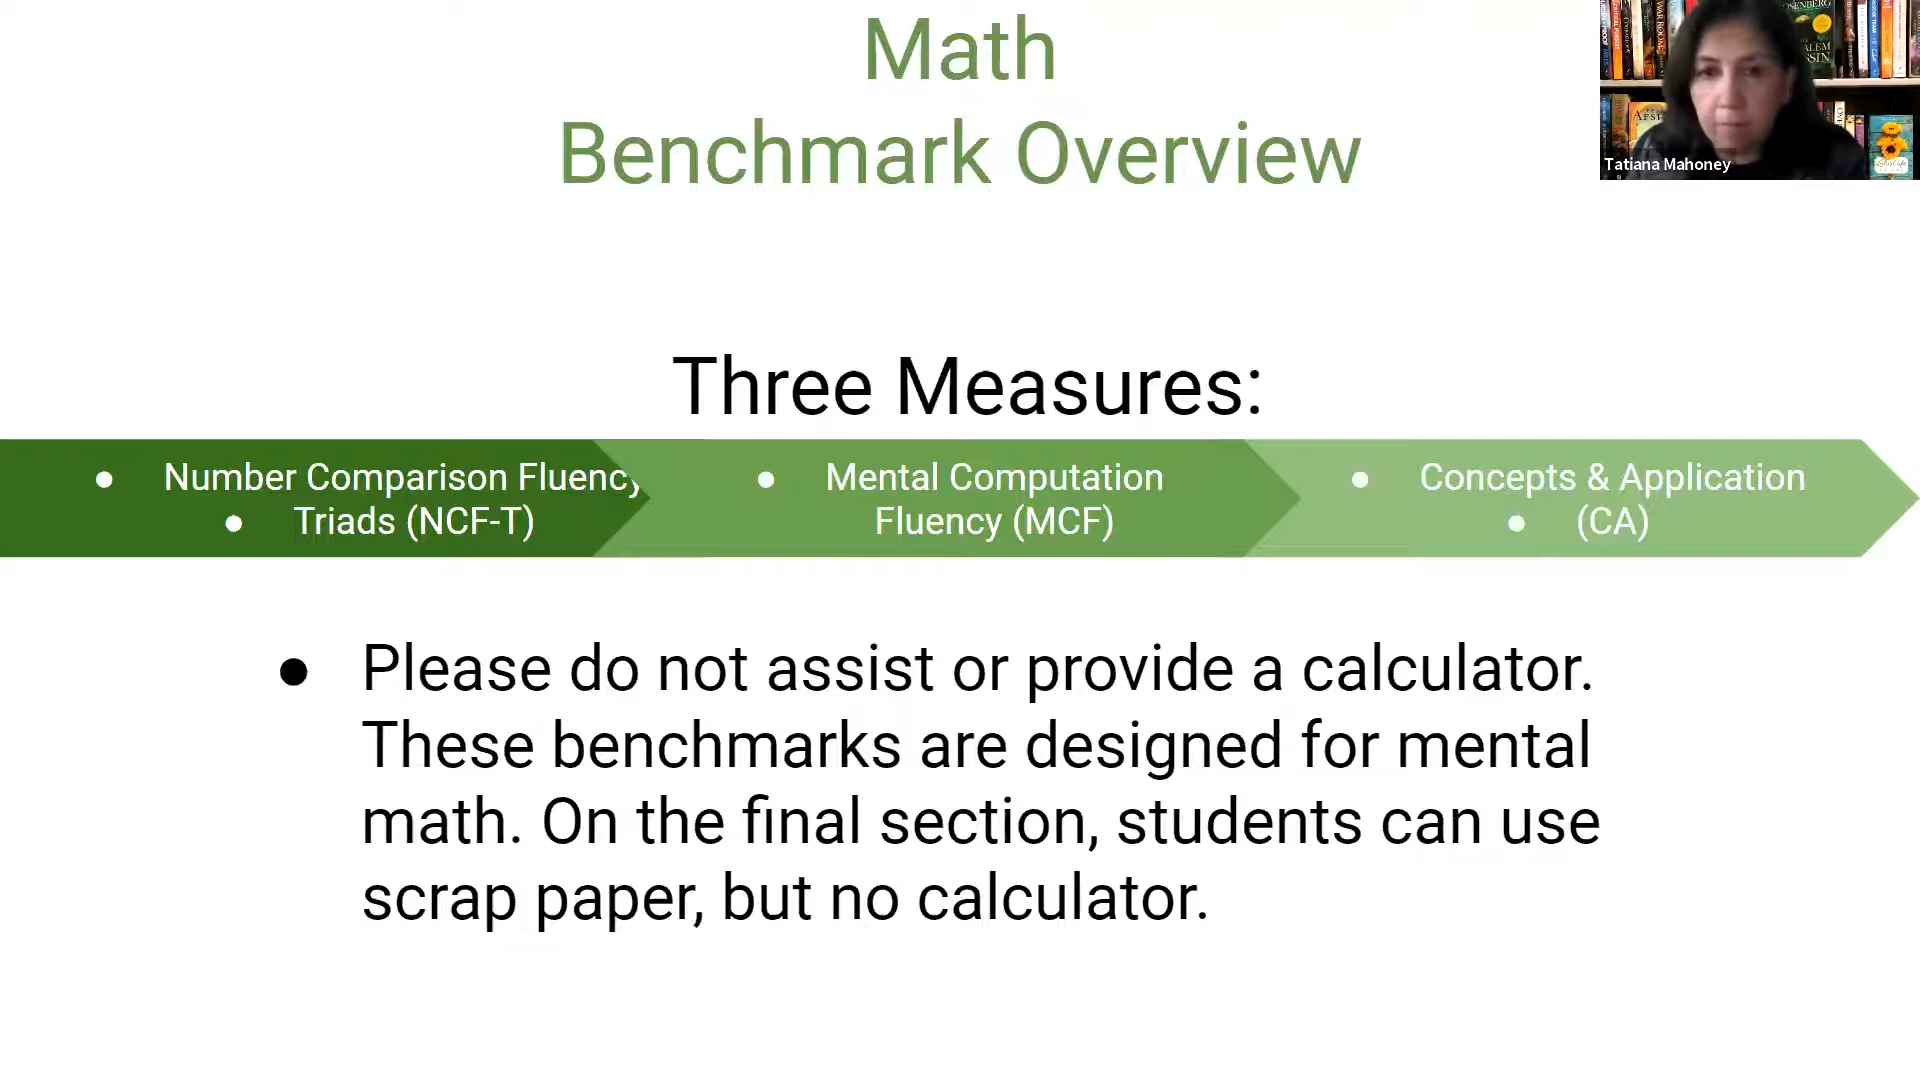 Math
Benchmark Overview
Tatiana Mahoney
Three Measures:
● Number Comparison Fluency
● Triads (NCF-T)
● Mental Computation
Fluency (MCF)
● Concepts & Application
● (CA)
● Please do not assist or provide a calculator.
These benchmarks are designed for mental
math. On the final section, students can use
scrap paper, but no calculator.